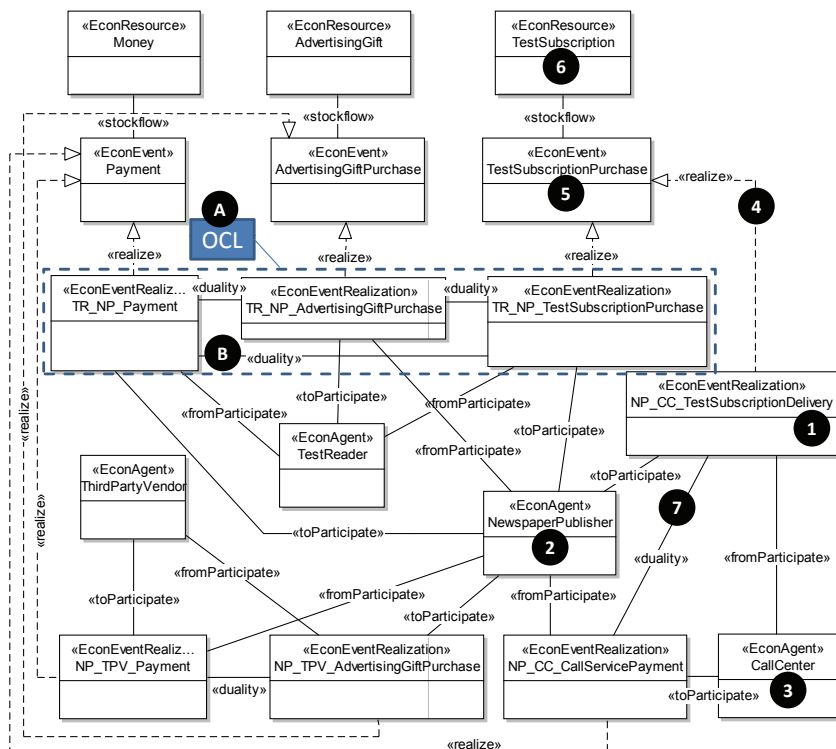 «EconResource»
Money
«EconResource»
AdvertisingGift
«EconResource»
TestSubscription
6
«stockflow»
«stockflow»
«stockflow»
«EconEvent»
Payment
«EconEvent»
AdvertisingGiftPurchase
«EconEvent»
TestSubscriptionPurchase
5
«realize»
4
A
OCL
«realize»
«realize»
«realize»
«EconEventRealiz...
TR_NP_Payment
«duality»
«EconEventRealization»
TR_NP_AdvertisingGiftPurchase
«duality»
«EconEventRealization»
TR_NP_TestSubscriptionPurchase
B
«duality»
«EconEventRealization»
NP_CC_TestSubscriptionDelivery
1
«toParticipate»
«fromParticipate»
«fromParticipate»
«EconAgent»
TestReader
«fromParticipate»
«toParticipate»
«realize»
«realize»
«EconAgent»
ThirdPartyVendor
«toParticipate»
«EconAgent»
NewspaperPublisher
2
7
«toParticipate»
«fromParticipate»
«duality»
«fromParticipate»
«toParticipate»
«fromParticipate»
«toParticipate»
«fromParticipate»
«EconEventRealiz...
NP_TPV_Payment
«EconEventRealization»
NP_TPV_AdvertisingGiftPurchase
«EconEventRealization»
NP_CC_CallServicePayment
«EconAgent»
CallCenter
3
«duality»
«toParticipate»
«realize»